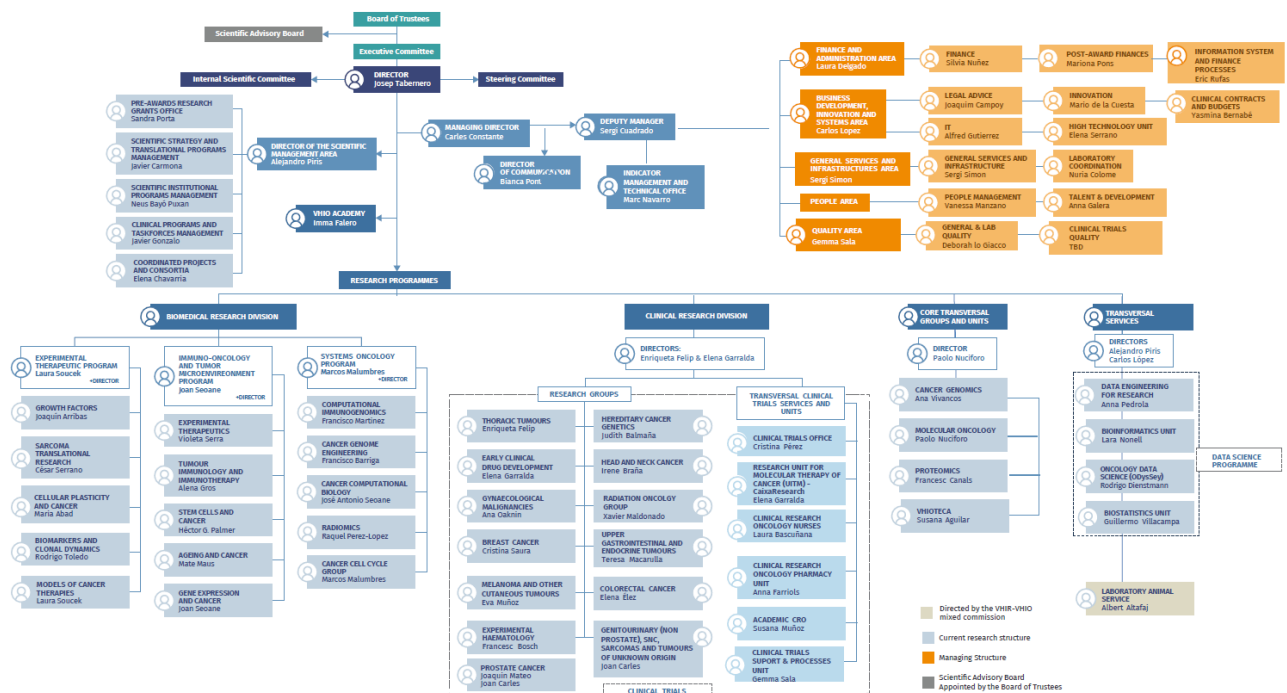 Board of Trustees
Scientific Advisory Board
Executive Committee
Internal Scientific Committee
DIRECTOR
Josep Tabernero
Steering Committee
PRE-AWARDS RESEARCH
GRANTS OFFICE
Sandra Porta
SCIENTIFIC STRATEGY AND
TRANSLATIONAL PROGRAMS
MANAGEMENT
Javier Carmona
SCIENTIFIC INSTITUTIONAL
PROGRAMS MANAGEMENT
Neus Bayó Puxan
CLINICAL PROGRAMS AND
TASKFORCES MANAGEMENT
Javier Gonzalo
COORDINATED PROJECTS
AND CONSORTIA
Elena Chavarria
DIRECTOR OF THE SCIENTIFIC
MANAGEMENT AREA
Alejandro Piris
VHIO ACADEMY
Imma Falero
MANAGING DIRECTOR
Carles Constante
DIRECTOR
OF COMMUNICATION
Bianca Pont
DEPUTY MANAGER
Sergi Cuadrado
INDICATOR
MANAGEMENT AND
TECHNICAL OFFICE
Marc Navarro
FINANCE AND
ADMINISTRATION AREA
Laura Delgado
FINANCE
Silvia Nuñez
POST-AWARD FINANCES
Mariona Pons
INFORMATION SYSTEM
AND FINANCE
PROCESSES
Eric Rufas
BUSINESS
DEVELOPMENT,
INNOVATION AND
SYSTEMS AREA
Carlos Lopez
LEGAL ADVICE
Joaquim Campoy
INNOVATION
Mario de la Cuesta
CLINICAL CONTRACTS
AND BUDGETS
Yasmina Bernabé
IT
Alfred Gutierrez
HIGH TECHNOLOGY UNIT
Elena Serrano
GENERAL SERVICES AND
INFRASTRUCTURES AREA
Sergi Simon
GENERAL SERVICES AND
INFRASTRUCTURE
Sergi Simon
LABORATORY
COORDINATION
Nuria Colome
PEOPLE AREA
PEOPLE MANAGEMENT
Vanessa Manzano
TALENT & DEVELOPMENT
Anna Galera
QUALITY AREA
Gemma Sala
GENERAL & LAB
QUALITY
Deborah lo Giacco
CLINICAL TRIALS
QUALITY
TBD
RESEARCH PROGRAMMES
BIOMEDICAL RESEARCH DIVISION
EXPERIMENTAL
THERAPEUTIC PROGRAM
Laura Soucek
•DIRECTOR
GROWTH FACTORS
Joaquín Arribas
SARCOMA
TRANSLATIONAL
RESEARCH
César Serrano
CELLULAR PLASTICITY
AND CANCER
Maria Abad
BIOMARKERS AND
CLONAL DYNAMICS
Rodrigo Toledo
MODELS OF CANCER
THERAPIES
Laura Soucek
IMMUNO-ONCOLOGY
AND TUMOR
MICROENVIREONMENT
PROGRAM
Joan Seoane
•DIRECTOR
EXPERIMENTAL
THERAPEUTICS
Violeta Serra
TUMOUR
IMMUNOLOGY AND
IMMUNOTHERAPY
Alena Gros
STEM CELLS AND
CANCER
Héctor G. Palmer
AGEING AND CANCER
Mate Maus
GENE EXPRESSION
AND CANCER
Joan Seoane
SYSTEMS ONCOLOGY
PROGRAM
Marcos Malumbres
•DIRECTOR
COMPUTATIONAL
IMMUNOGENOMICS
Francisco Martinez
CANCER GENOME
ENGINEERING
Francisco Barriga
CANCER COMPUTATIONAL
BIOLOGY
José Antonio Seoane
RADIOMICS
Raquel Perez-Lopez
CANCER CELL CYCLE
GROUP
Marcos Malumbres
CLINICAL RESEARCH DIVISION
DIRECTORS:
Enriqueta Felip & Elena Garralda
RESEARCH GROUPS
THORACIC TUMOURS
Enriqueta Felip
EARLY CLINICAL
DRUG DEVELOPMENT
Elena Garralda
GYNAECOLOGICAL
MALIGNANCIES
Ana Oaknin
BREAST CANCER
Cristina Saura
MELANOMA AND OTHER
CUTANEOUS TUMOURS
Eva Muñoz
EXPERIMENTAL
HAEMATOLOGY
Francesc Bosch
PROSTATE CANCER
Joaquin Mateo
Joan Carles
HEREDITARY CANCER
GENETICS
Judith Balmaña
HEAD AND NECK CANCER
Irene Braña
RADIATION ONCOLGY
GROUP
Xavier Maldonado
UPPER
GASTROINTESTINAL AND
ENDOCRINE TUMOURS
Teresa Macarulla
COLORECTAL CANCER
Elena Élez
GENITOURINARY (NON
PROSTATE), SNC,
SARCOMAS AND TUMOURS
OF UNKNOWN ORIGIN
Joan Carles
CLINICAL TRIALS
TRANSVERSAL CLINICAL
TRIALS SERVICES AND
UNITS
CLINICAL TRIALS OFFICE
Cristina Pérez
RESEARCH UNIT FOR
MOLECULAR THERAPY OF
CANCER (UITM) -
CaixaResearch
Elena Garralda
CLINICAL RESEARCH
ONCOLOGY NURSES
Laura Bascuñana
CLINICAL RESEARCH
ONCOLOGY PHARMACY
UNIT
Anna Farriols
ACADEMIC CRO
Susana Muñoz
CLINICAL TRIALS
SUPORT & PROCESSES
UNIT
Gemma Sala
CORE TRANSVERSAL
GROUPS AND UNITS
DIRECTOR
Paolo Nuciforo
CANCER GENOMICS
Ana Vivancos
MOLECULAR ONCOLOGY
Paolo Nuciforo
PROTEOMICS
Francesc Canals
VHIOTECA
Susana Aguilar
TRANSVERSAL
SERVICES
DIRECTORS
Alejandro Piris
Carlos López
DATA ENGINEERING
FOR RESEARCH
Anna Pedrola
BIOINFORMATICS UNIT
Lara Nonell
ONCOLOGY DATA
SCIENCE (ODysSey)
Rodrigo Dienstmann
BIOSTATISTICS UNIT
Guillermo Villacampa
DATA SCIENCE
PROGRAMME
LABORATORY ANIMAL
SERVICE
Albert Altafaj
Directed by the VHIR-VHIO
mixed commission
Current research structure
Managing Structure
Scientific Advisory Board
Appointed by the Board of Trustees